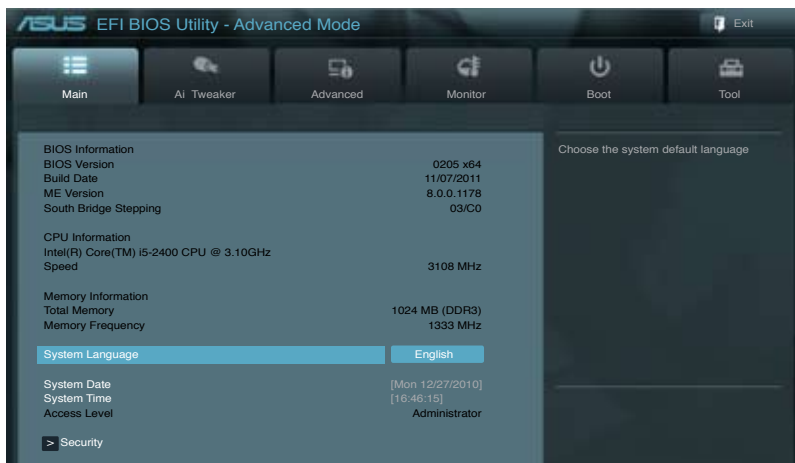 ASUS EFI BIOS Utility - Advanced Mode
Exit
Main
Ai Tweaker
Advanced
Monitor
Boot
Tool
BIOS Information
BIOS Version 0205 x64
Build Date 11/07/2011
ME Version 8.0.0.1178
South Bridge Stepping 03/C0
CPU Information
Intel(R) Core(TM) i5-2400 CPU @ 3.10GHz
Speed 3108 MHz
Memory Information
Total Memory 1024 MB (DDR3)
Memory Frequency 1333 MHz
System Language English
System Date [Mon 12/27/2010]
System Time [16:46:15]
Access Level Administrator
> Security
Choose the system default language